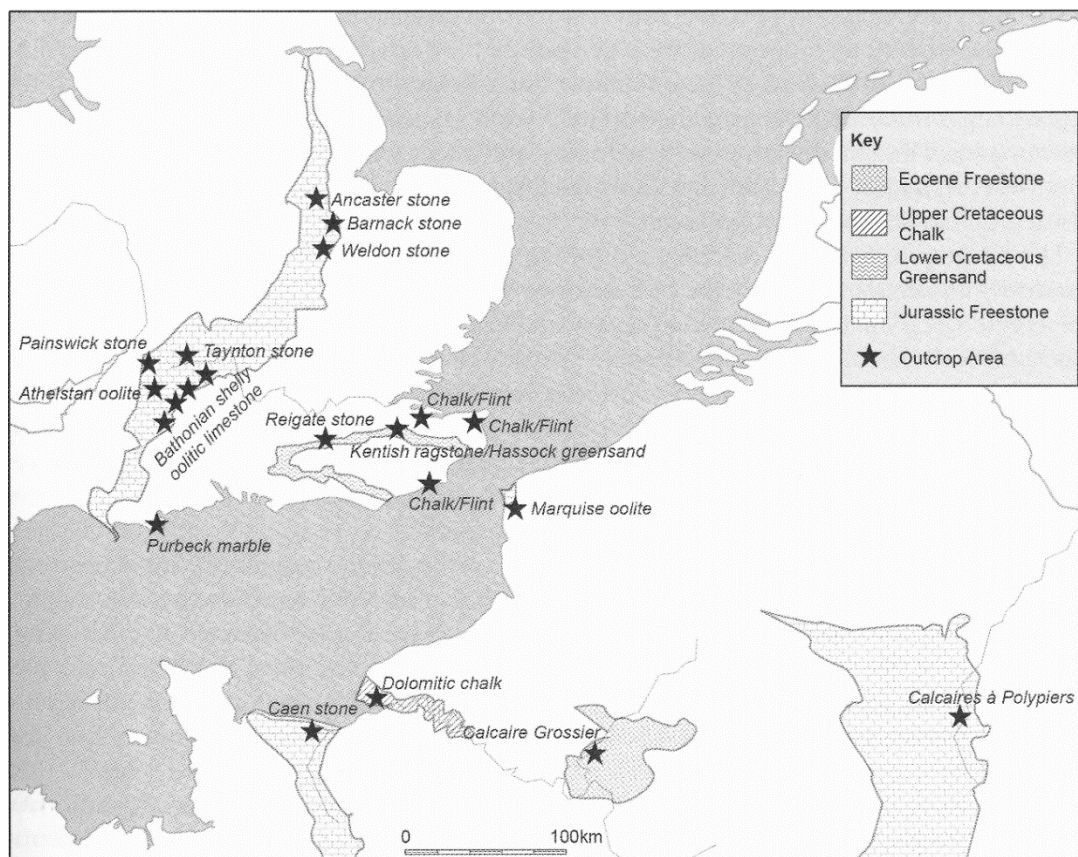 Key
Eocene Freestone
Upper Cretaceous
Chalk
Lower Cretaceous
Greensand
Jurassic Freestone
Outcrop Area
Ancaster stone
Barnack stone
Weldon stone
Painswick stone
Taynton stone
Athelstan oolite
Bathonian shelly
oolitic limestone
Chalk/Flint
Chalk/Flint
Reigate stone
Kentish ragstone/Hassock greensand
Chalk/Flint
Marquise oolite
Purbeck marble
Dolomitic chalk
Caen stone
Calcaire Grossier
Calcaires à Polypiers
0 100km